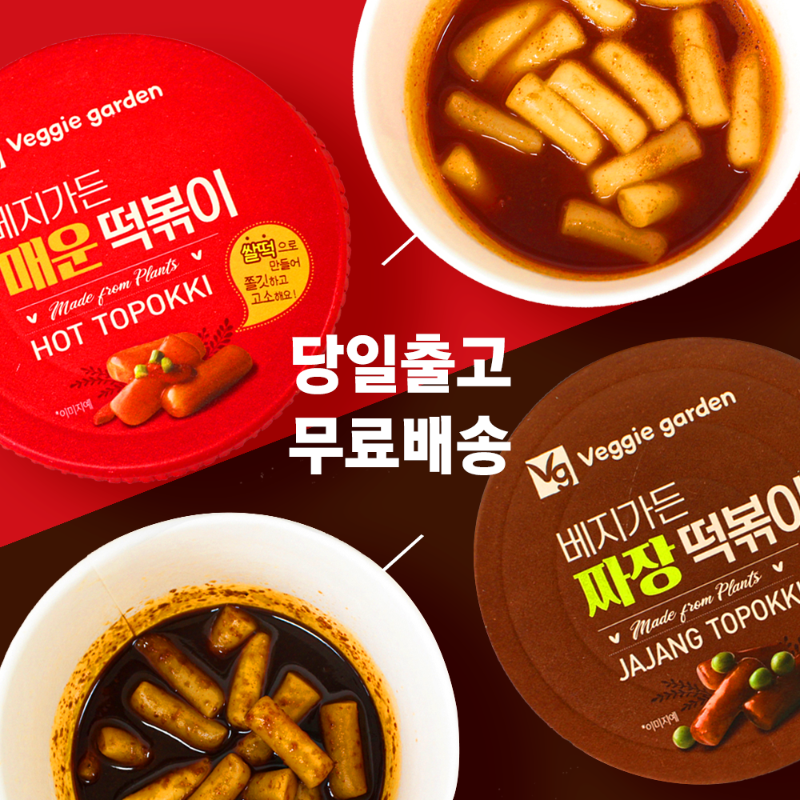 Veggie garden
베지가든
매운 떡볶이
쌀떡으로
만들어
쫄깃하고
고소해요!
Made from Plants
HOT TOPOKKI
*이미지예
당일출고
무료배송
Vg Veggie garden
베지가든
짜장 떡볶이
Made from Plants
JAJANG TOPOKKI
*이미지예